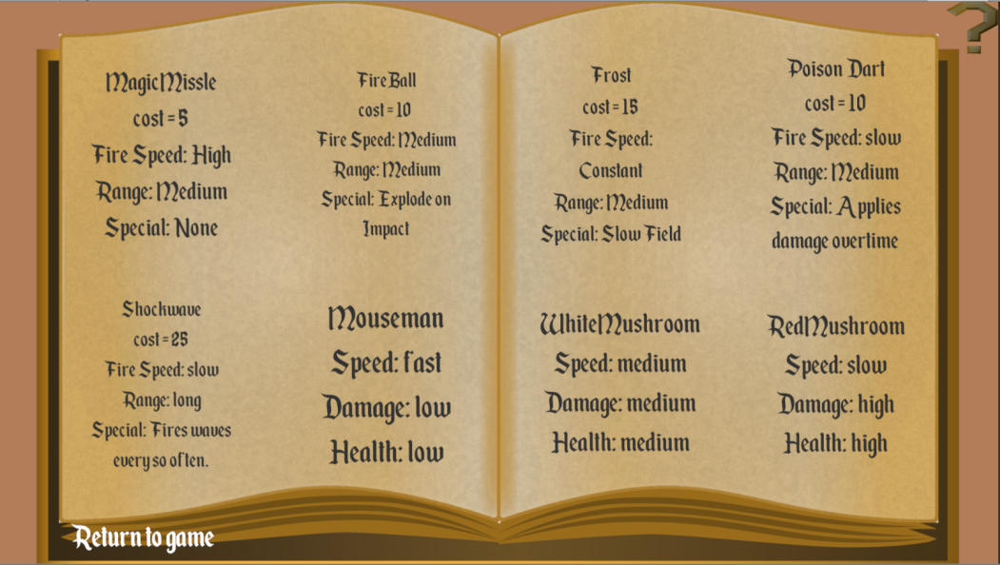 MagicMissle
cost = 5
Fire Speed: High
Range: Medium
Special: None
FireBall
cost = 10
Fire Speed: Medium
Range: Medium
Special: Explode on
Impact
Frost
cost = 15
Fire Speed:
Constant
Range: Medium
Special: Slow Field
Poison Dart
cost = 10
Fire Speed: slow
Range: Medium
Special: Applies
damage overtime
Shockwave
cost = 25
Fire Speed: slow
Range: long
Special: Fires waves
every so often.
Mouseman
Speed: fast
Damage: low
Health: low
WhiteMushroom
Speed: medium
Damage: medium
Health: medium
RedMushroom
Speed: slow
Damage: high
Health: high
Return to game
?